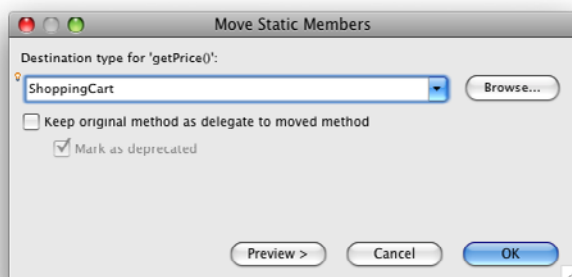 Move Static Members
Destination type for 'getPrice()':
ShoppingCart
Browse...
Keep original method as delegate to moved method
Mark as deprecated
Preview >
Cancel
OK